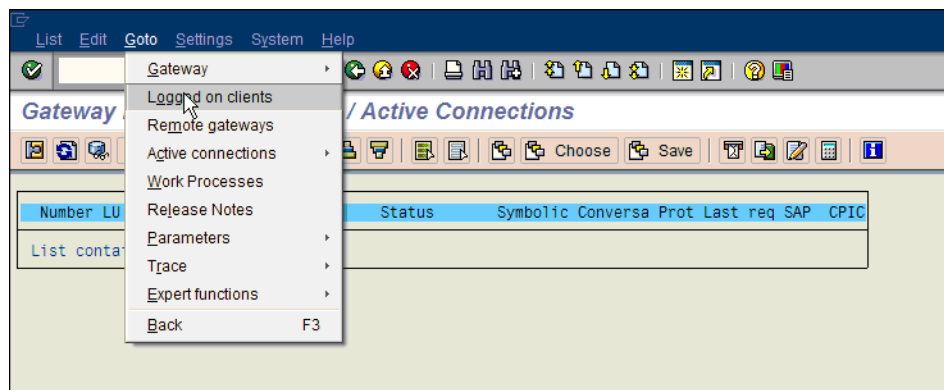 List Edit Goto Settings System Help
Gateway
Logged on clients
Gateway / Active Connections
Remote gateways
Active connections
Choose Save
Work Processes
Release Notes
Number LU Status Symbolic Conversa Prot Last req SAP CPIC
Parameters
List contai
Trace
Expert functions
Back F3